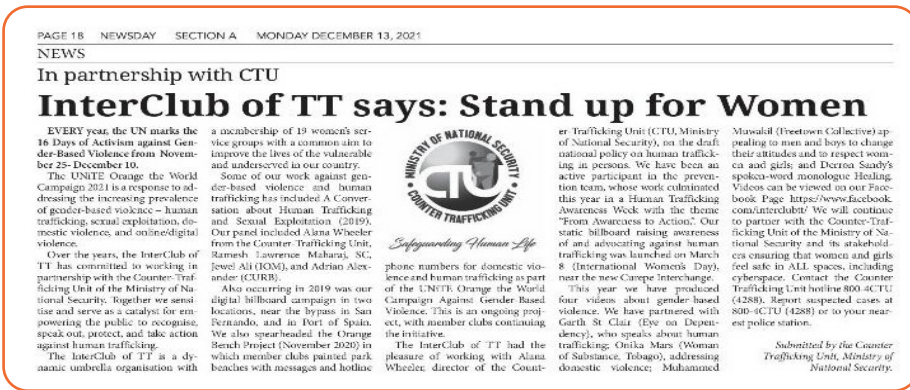 PAGE 18 NEWSDAY SECTION A MONDAY DECEMBER 13, 2021
NEWS
In partnership with CTU
InterClub of TT says: Stand up for Women
EVERY year, the UN marks the
16 Days of Activism against Gen-
der-Based Violence from Novem-
ber 25- December 10.
The UNiTE Orange the World
Campaign 2021 is a response to ad-
dressing the increasing prevalence
of gender-based violence – human
trafficking, sexual exploitation, do-
mestic violence, and online/digital
violence.
Over the years, the InterClub of
TT has committed to working in
partnership with the Counter-Traf-
ficking Unit of the Ministry of Na-
tional Security. Together we sensi-
tise and serve as a catalyst for em-
powering the public to recognise,
speak out, protect, and take action
against human trafficking.
The InterClub of TT is a dy-
namic umbrella organisation with
a membership of 19 women's ser-
vice groups with a common aim to
improve the lives of the vulnerable
and underserved in our country.
Some of our work against gen-
der-based violence and human
trafficking has included A Conver-
sation about Human Trafficking
and Sexual Exploitation (2019).
Our panel included Alana Wheeler
from the Counter-Trafficking Unit,
Ramesh Lawrence Maharaj, SC,
Jewel Ali (IOM), and Adrian Alex-
ander (CURB).
Also occurring in 2019 was our
digital billboard campaign in two
locations, near the bypass in San
Fernando, and in Port of Spain.
We also spearheaded the Orange
Bench Project (November 2020) in
which member clubs painted park
benches with messages and hotline
MINISTRY OF NATIONAL SECURITY
CTU
COUNTER TRAFFICKING UNIT
Safeguarding Human Life
phone numbers for domestic vio-
lence and human trafficking as part
of the UNiTE Orange the World
Campaign Against Gender-Based
Violence. This is an ongoing proj-
ect, with member clubs continuing
the initiative.
The InterClub of TT had the
pleasure of working with Alana
Wheeler, director of the Count-
er-Trafficking Unit (CTU, Ministry
of National Security), on the draft
national policy on human traffick-
ing in persons. We have been an
active participant in the preven-
tion team, whose work culminated
this year in a Human Trafficking
Awareness Week with the theme
"From Awareness to Action". Our
static billboard raising awareness
of and advocating against human
trafficking was launched on March
8 (International Women's Day),
near the new Curepe Interchange.
This year we have produced
four videos about gender-based
violence. We have partnered with
Garth St Clair (Eye on Depen-
dency), who speaks about human
trafficking; Onika Mars (Woman
of Substance, Tobago), addressing
domestic violence; Muhammed
Muwakil (Freetown Collective) ap-
pealing to men and boys to change
their attitudes and to respect wom-
en and girls; and Derron Sandy's
spoken-word monologue Healing.
Videos can be viewed on our Face-
book Page https://www.facebook.
com/interclubtt/ We will continue
to partner with the Counter-Traf-
ficking Unit of the Ministry of Na-
tional Security and its stakehold-
ers ensuring that women and girls
feel safe in ALL spaces, including
cyberspace. Contact the Counter
Trafficking Unit hotline 800-4CTU
(4288). Report suspected cases at
800-4CTU (4288) or to your near-
est police station.
Submitted by the Counter
Trafficking Unit, Ministry of
National Security.